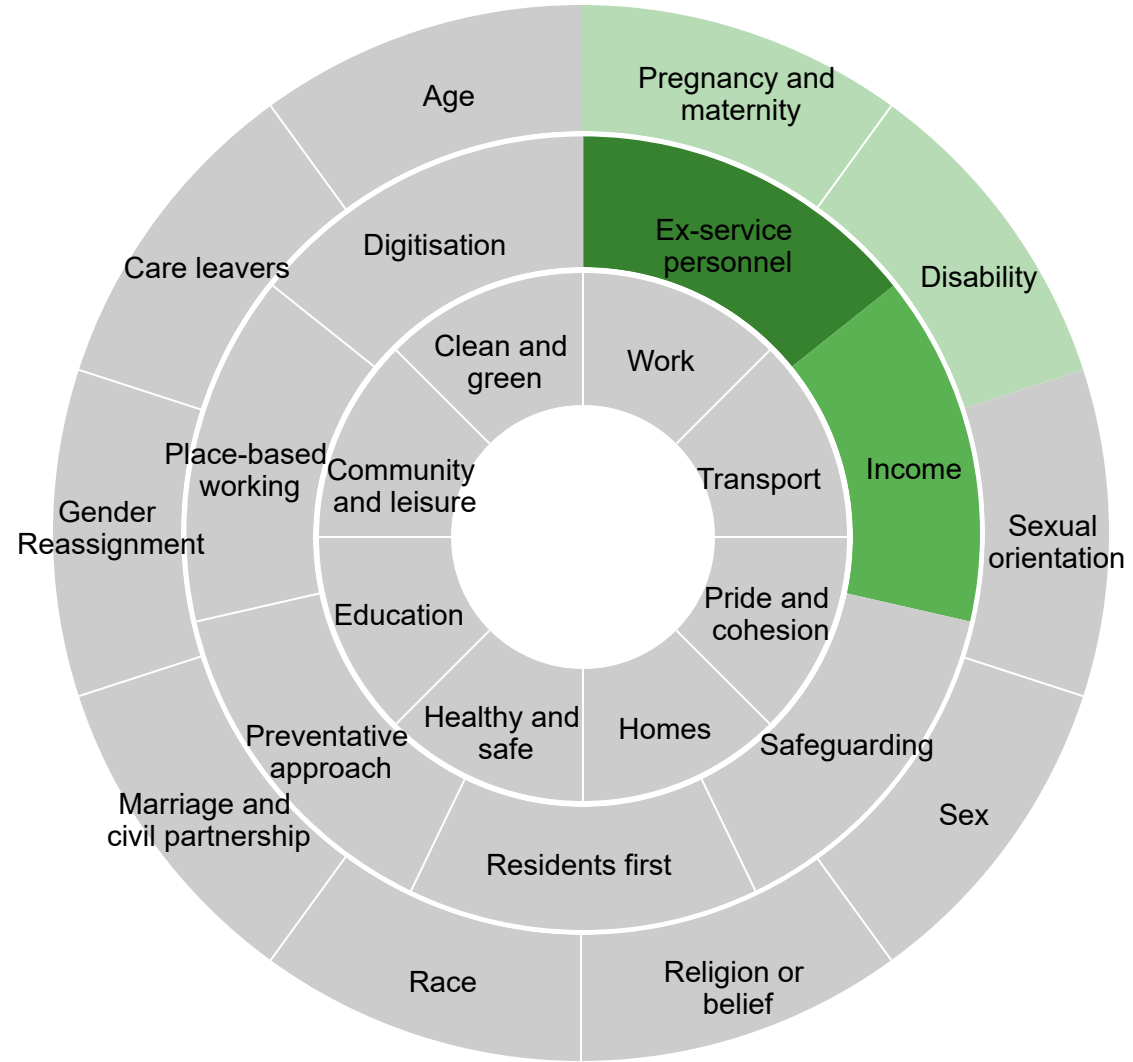 Pregnancy and
maternity
Disability
Sexual
orientation
Sex
Religion or
belief
Race
Marriage and
civil partnership
Gender
Reassignment
Care leavers
Age
Ex-service
personnel
Income
Safeguarding
Residents first
Preventative
approach
Place-based
working
Digitisation
Work
Transport
Pride and
cohesion
Homes
Healthy and
safe
Education
Community
and leisure
Clean and
green